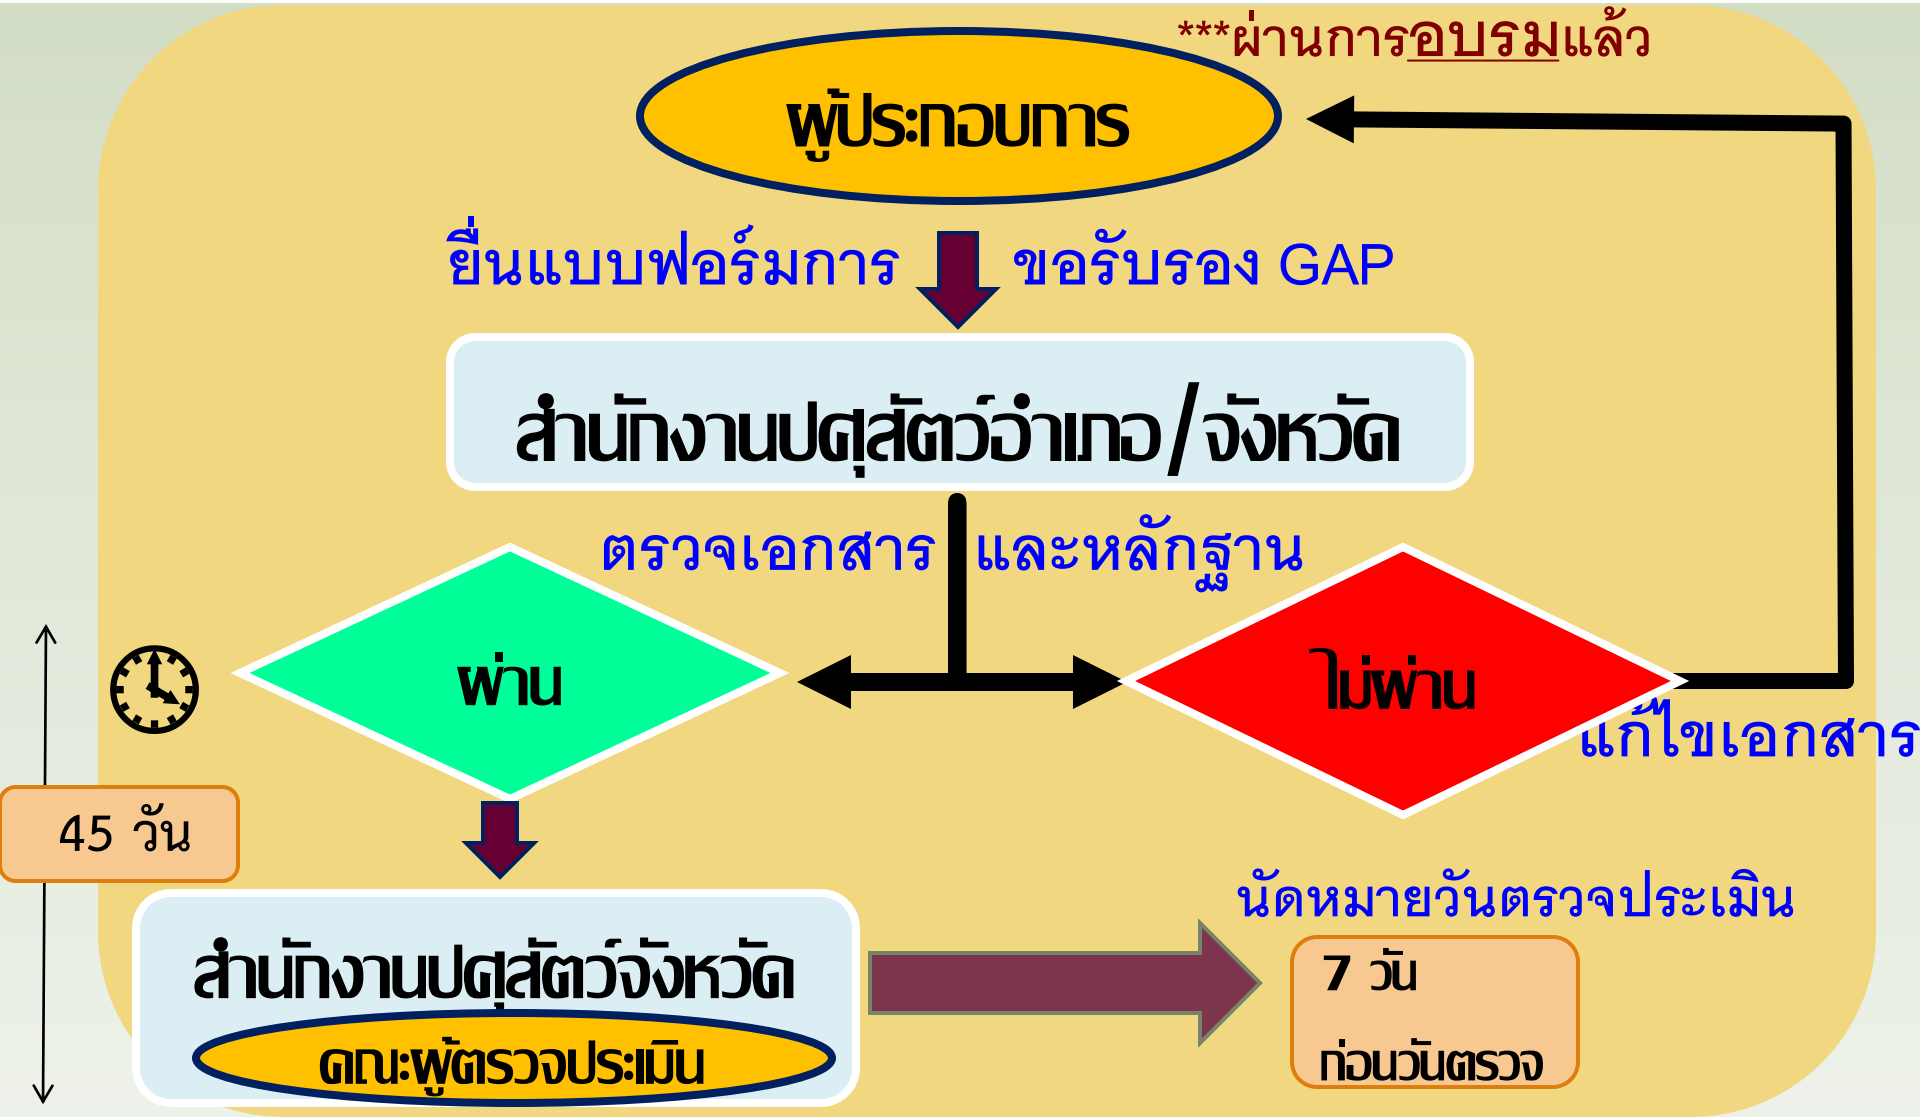 ***ผ่านการอบรมแล้ว
ผู้ประกอบการ
ยื่นแบบฟอร์มการ ขอรับรอง GAP
สำนักงานปศุสัตว์อำเภอ/จังหวัด
ตรวจเอกสาร และหลักฐาน
ผ่าน
ไม่ผ่าน
แก้ไขเอกสาร
45 วัน
นัดหมายวันตรวจประเมิน
สำนักงานปศุสัตว์จังหวัด
7 วัน
คณะผู้ตรวจประเมิน
ก่อนวันตรวจ